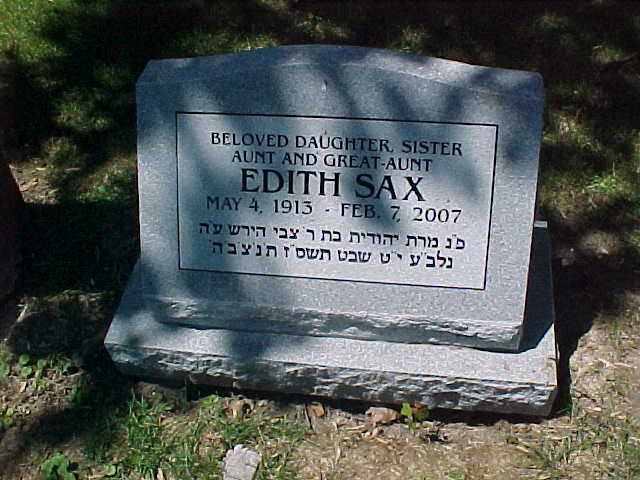 BELOVED DAUGHTER, SISTER
AUNT AND GREAT-AUNT
EDITH SAX
MAY 4, 1913 - FEB. 7, 2007
פ״נ מרת יהודית בת ר׳ צבי הירש ע״ה
נלב״ע י״ט שבט תשס״ז ת נ צ ב ה